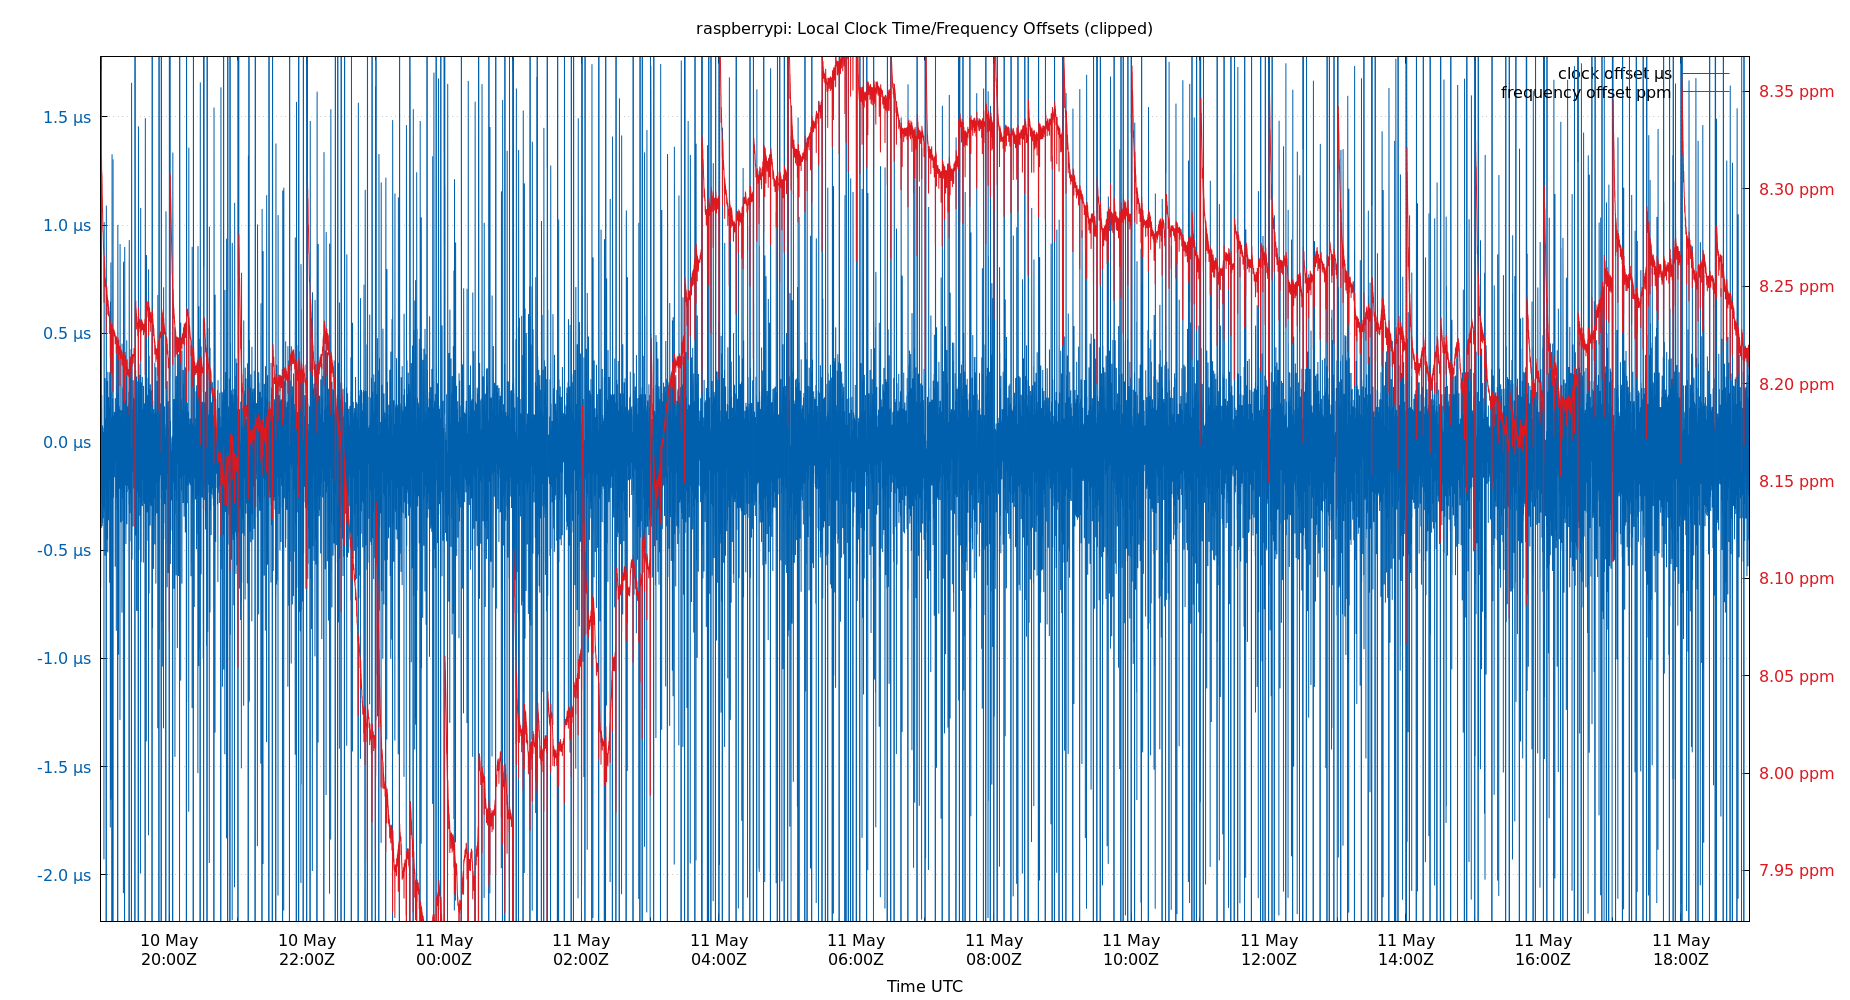 raspberrypi: Local Clock Time/Frequency Offsets (clipped)
clock offset µs
frequency offset ppm
1.5 µs
1.0 µs
0.5 µs
0.0 µs
-0.5 µs
-1.0 µs
-1.5 µs
-2.0 µs
8.35 ppm
8.30 ppm
8.25 ppm
8.20 ppm
8.15 ppm
8.10 ppm
8.05 ppm
8.00 ppm
7.95 ppm
10 May
20:00Z
10 May
22:00Z
11 May
00:00Z
11 May
02:00Z
11 May
04:00Z
11 May
06:00Z
11 May
08:00Z
11 May
10:00Z
11 May
12:00Z
11 May
14:00Z
11 May
16:00Z
11 May
18:00Z
Time UTC